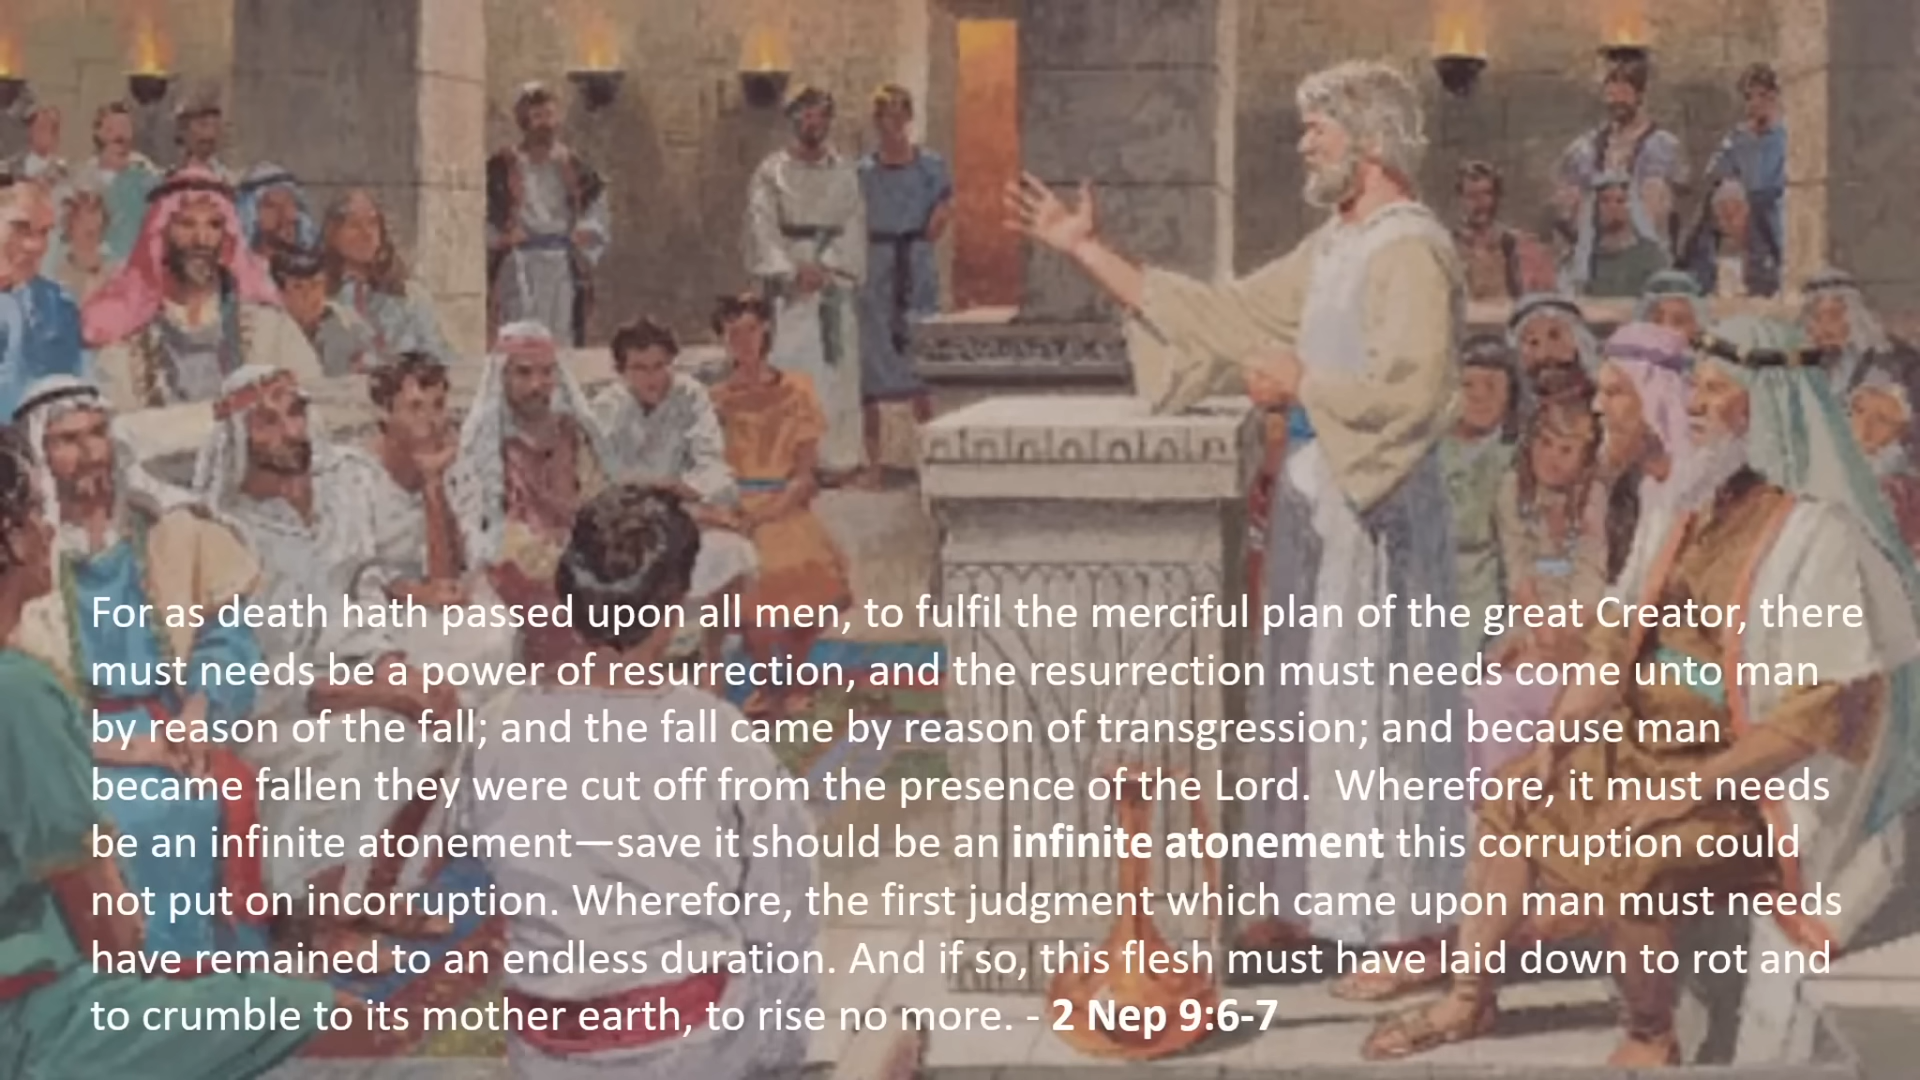 For as death hath passed upon all men, to fulfil the merciful plan of the great Creator, there
must needs be a power of resurrection, and the resurrection must needs come unto man
by reason of the fall; and the fall came by reason of transgression; and because man
became fallen they were cut off from the presence of the Lord.  Wherefore, it must needs
be an infinite atonement—save it should be an infinite atonement this corruption could
not put on incorruption. Wherefore, the first judgment which came upon man must needs
have remained to an endless duration. And if so, this flesh must have laid down to rot and
to crumble to its mother earth, to rise no more. - 2 Nep 9:6-7